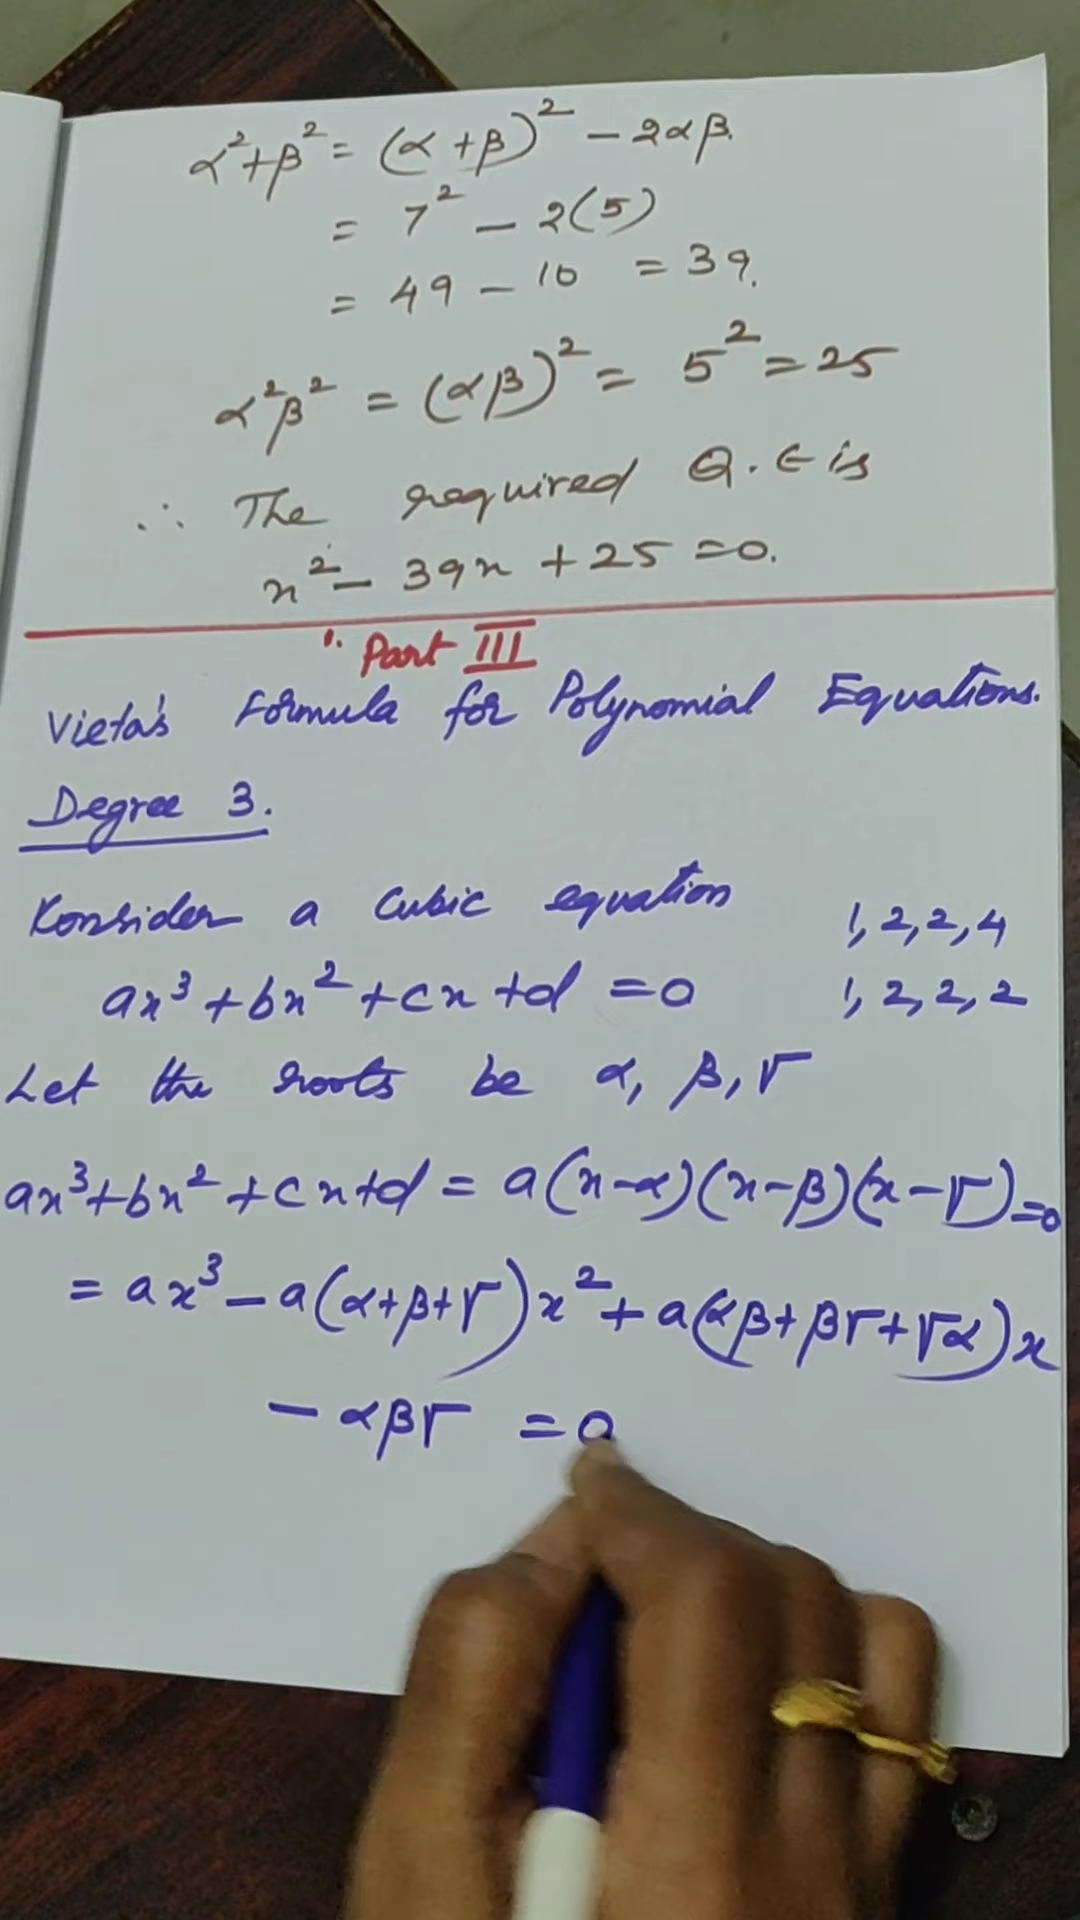 α²+β² = (α+β)² - 2αβ.
= 7² - 2(5)
= 49 - 10 = 39.
α²β² = (αβ)² = 5² = 25
∴ The required Q.E is
x² - 39x + 25 = 0.
Part III
Vieta's Formula for Polynomial Equations.
Degree 3.
Konsider a Cubic equation
1, 2, 2, 4
ax³ + bx² + cx + d = 0
1, 2, 2, 2
Let the roots be α, β, γ
ax³+bx²+cx+d = a(x-α)(x-β)(x-γ)=0
= ax³ - a(α+β+γ)x² + a(αβ+βγ+γα)x
- αβγ = 0